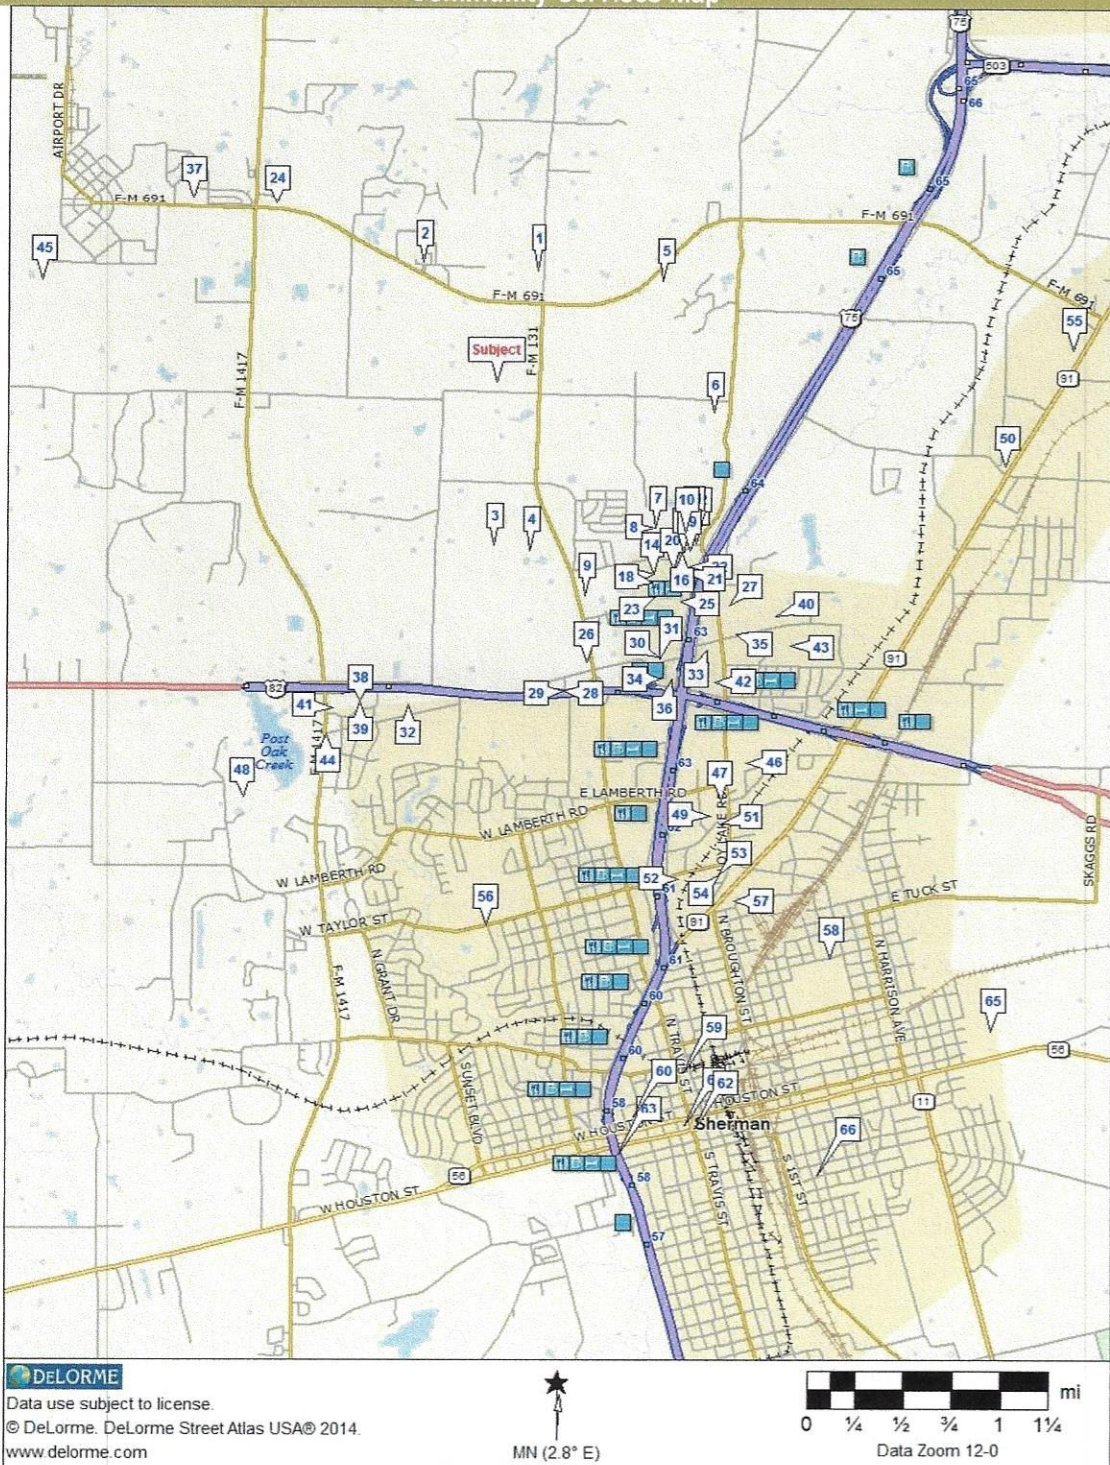 Community Services Map
75
503
65
66
AIRPORT DR
37
24
65
F-M 691
F-M 691
45
2
1
5
65
F-M 691
F-M 691
75
55
Subject
F-M 131
F-M 1417
91
6
50
64
3
4
7
10
8
9
14
20
9
18
16
21
27
23
25
40
26
30
31
63
35
43
91
34
33
42
38
82
29
28
36
41
39
32
Post
Oak
Creek
44
48
63
46
47
E LAMBERTH RD
W LAMBERTH RD
49
51
SKAGGS RD
53
W LAMBERTH RD
52
61
54
56
57
E TUCK ST
W TAYLOR ST
91
58
N GRANT DR
N BROUGHTON ST
N HARRISON AVE
61
F-M 1417
60
65
N TRAVIS ST
59
60
60
62
56
S SUNSET BLVD
58
63
HOUSTON ST
11
W HOUSTON ST
Sherman
66
56
58
S TRAVIS ST
S 1ST ST
W HOUSTON ST
57
DELORME
Data use subject to license.
© DeLorme. DeLorme Street Atlas USA® 2014.
www.delorme.com
MN (2.8° E)
mi
0 ¼ ½ ¾ 1 1¼
Data Zoom 12-0